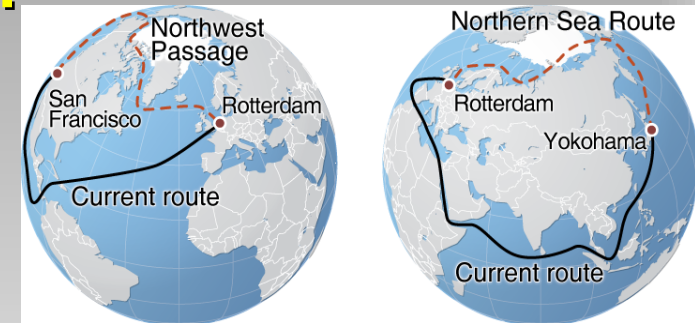 Northwest
Passage
San
Francisco
Rotterdam
Current route
Northern Sea Route
Rotterdam
Yokohama
Current route